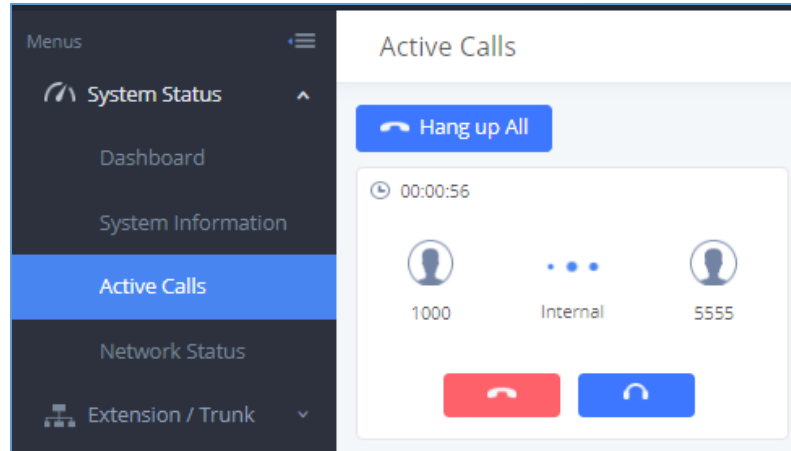 Menus
System Status
Dashboard
System Information
Active Calls
Network Status
Extension / Trunk
Active Calls
Hang up All
00:00:56
1000
Internal
5555